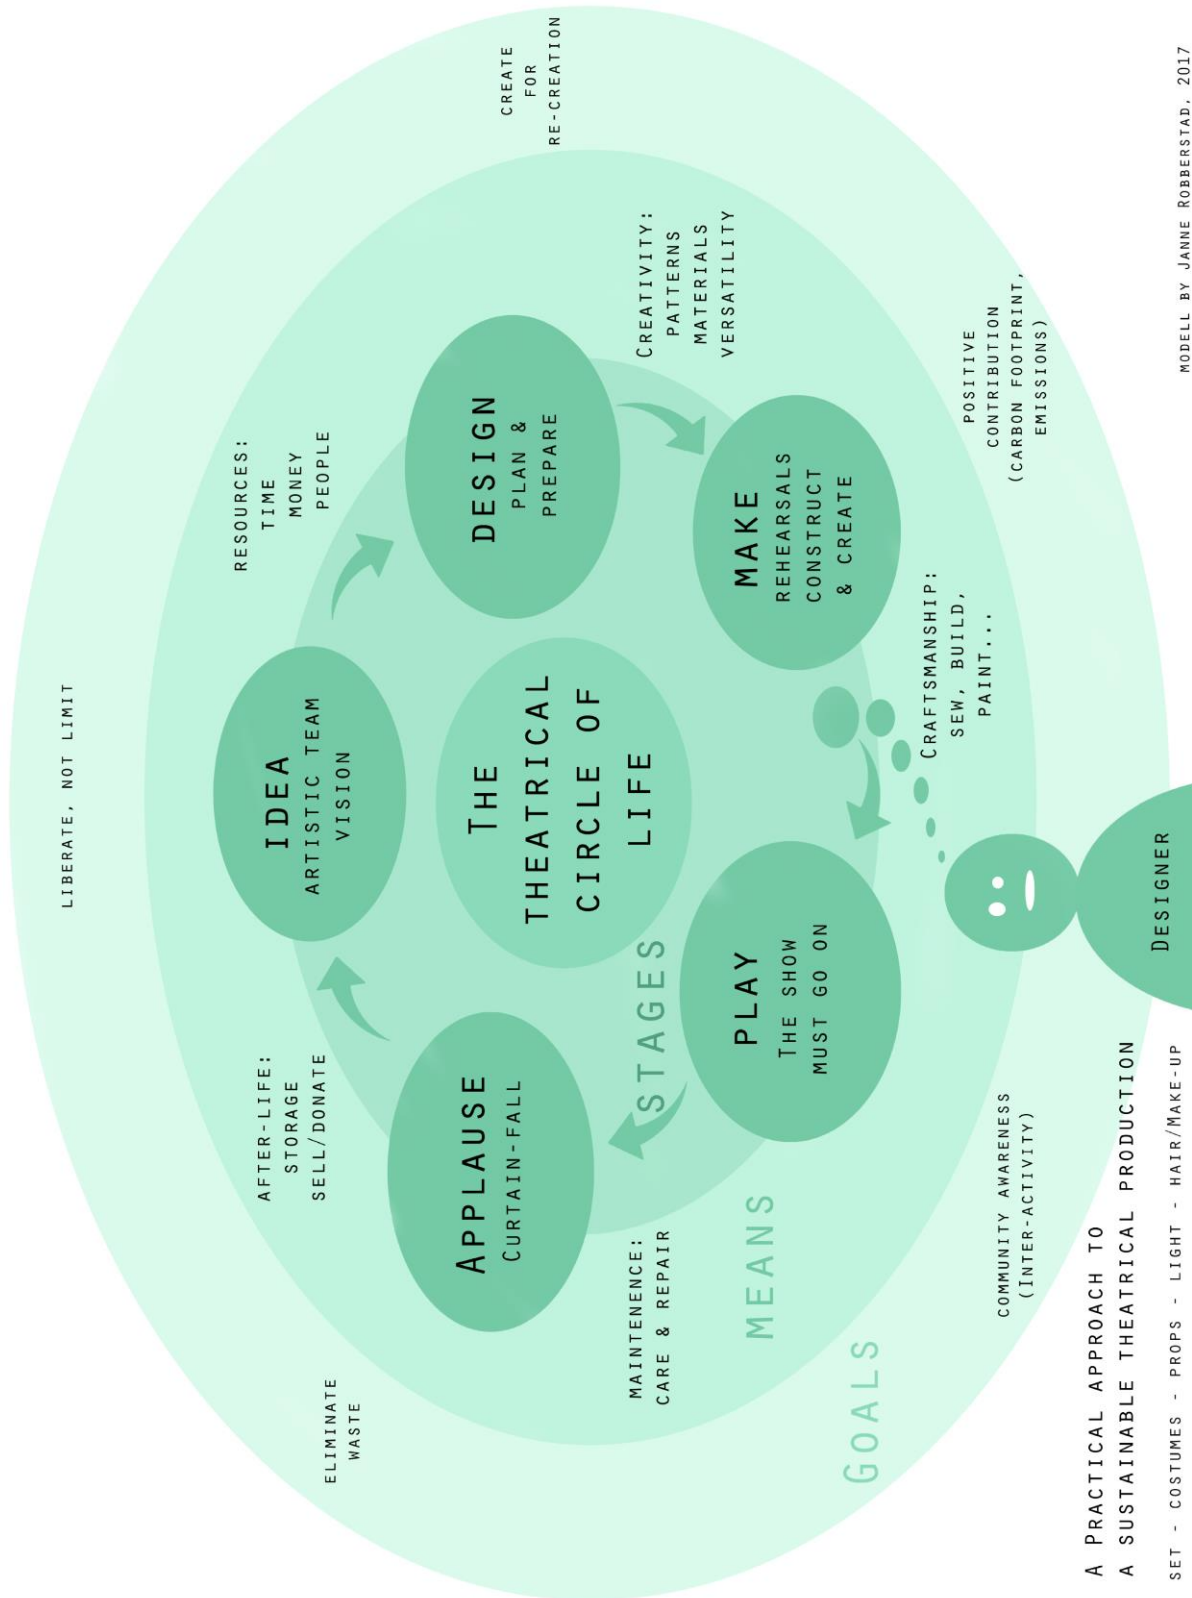 LIBERATE, NOT LIMIT
RESOURCES:
TIME
MONEY
PEOPLE
CREATE
FOR
RE-CREATION
AFTER-LIFE:
STORAGE
SELL/DONATE
ELIMINATE
WASTE
IDEA
ARTISTIC TEAM
VISION
DESIGN
PLAN &
PREPARE
CREATIVITY:
PATTERNS
MATERIALS
VERSATILITY
MAKE
REHEARSALS
CONSTRUCT
& CREATE
CRAFTSMANSHIP:
SEW, BUILD,
PAINT...
PLAY
THE SHOW
MUST GO ON
MAINTENENCE:
CARE & REPAIR
APPLAUSE
CURTAIN-FALL
THE
THEATRICAL
CIRCLE OF
LIFE
STAGES
MEANS
GOALS
POSITIVE
CONTRIBUTION
(CARBON FOOTPRINT,
EMISSIONS)
COMMUNITY AWARENESS
(INTER-ACTIVITY)
DESIGNER
A PRACTICAL APPROACH TO
A SUSTAINABLE THEATRICAL PRODUCTION
SET - COSTUMES - PROPS - LIGHT - HAIR/MAKE-UP
MODELL BY JANNE ROBBERSTAD, 2017